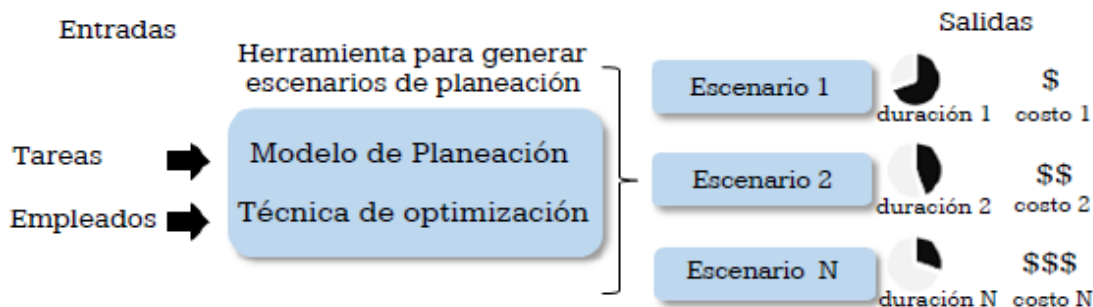 Entradas
Herramienta para generar
escenarios de planeación
Tareas
Empleados
Modelo de Planeación
Técnica de optimización
Salidas
Escenario 1
$
duración 1
costo 1
Escenario 2
$$
duración 2
costo 2
Escenario N
$$$
duración N
costo N